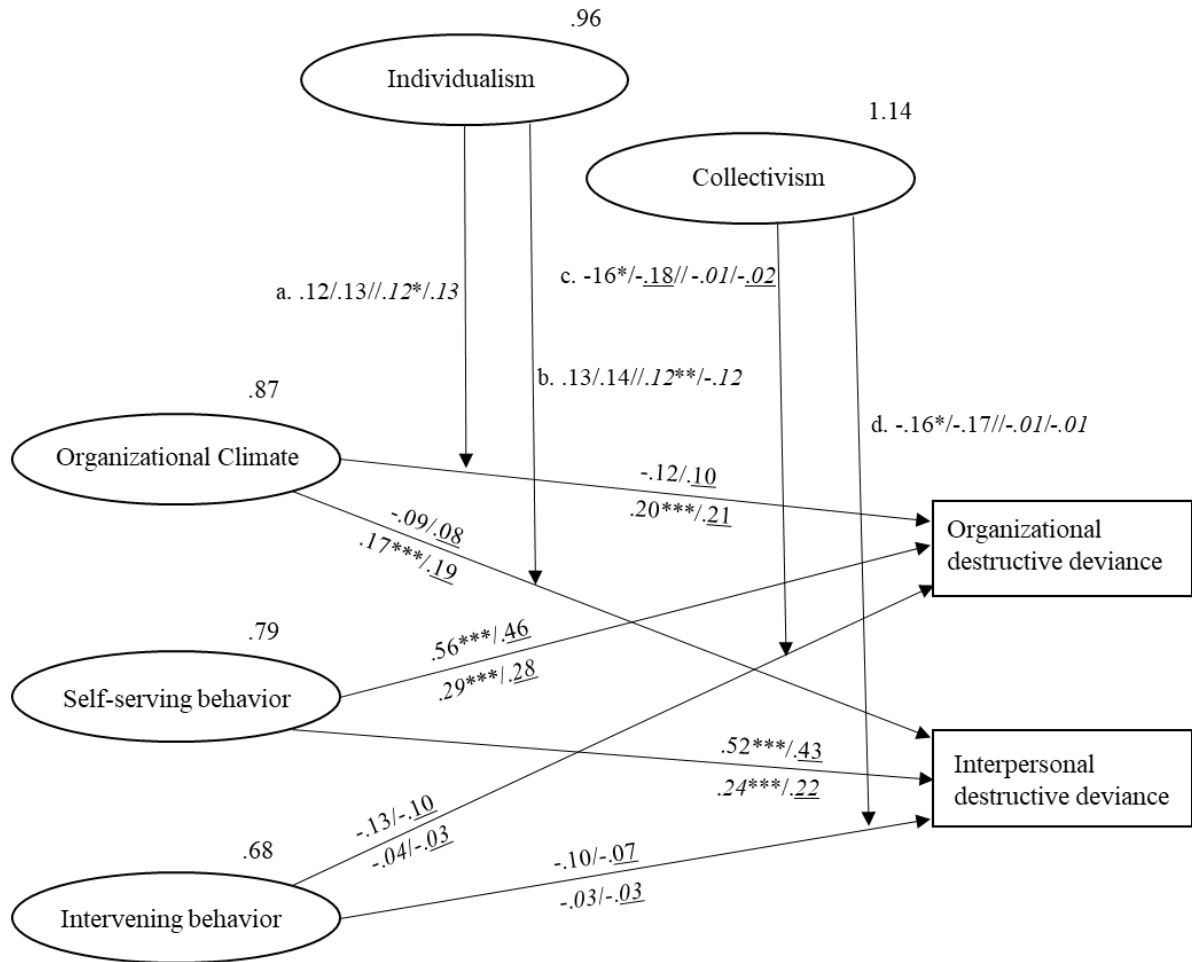 .96
Individualism
1.14
Collectivism
a. .12/.13//.12*/.13
c. -16*/-.18// -.01/-.02
b. .13/.14//.12**/-.12
d. -.16*/-.17//-.01/-.01
.87
Organizational Climate
-.12/.10
.20***/.21
-.09/.08
.17***/.19
Organizational
destructive deviance
.79
Self-serving behavior
.56***/.46
.29***/.28
.52***/.43
.24***/.22
Interpersonal
destructive deviance
.68
Intervening behavior
-.13/-.10
-.04/-.03
-.10/-.07
-.03/-.03